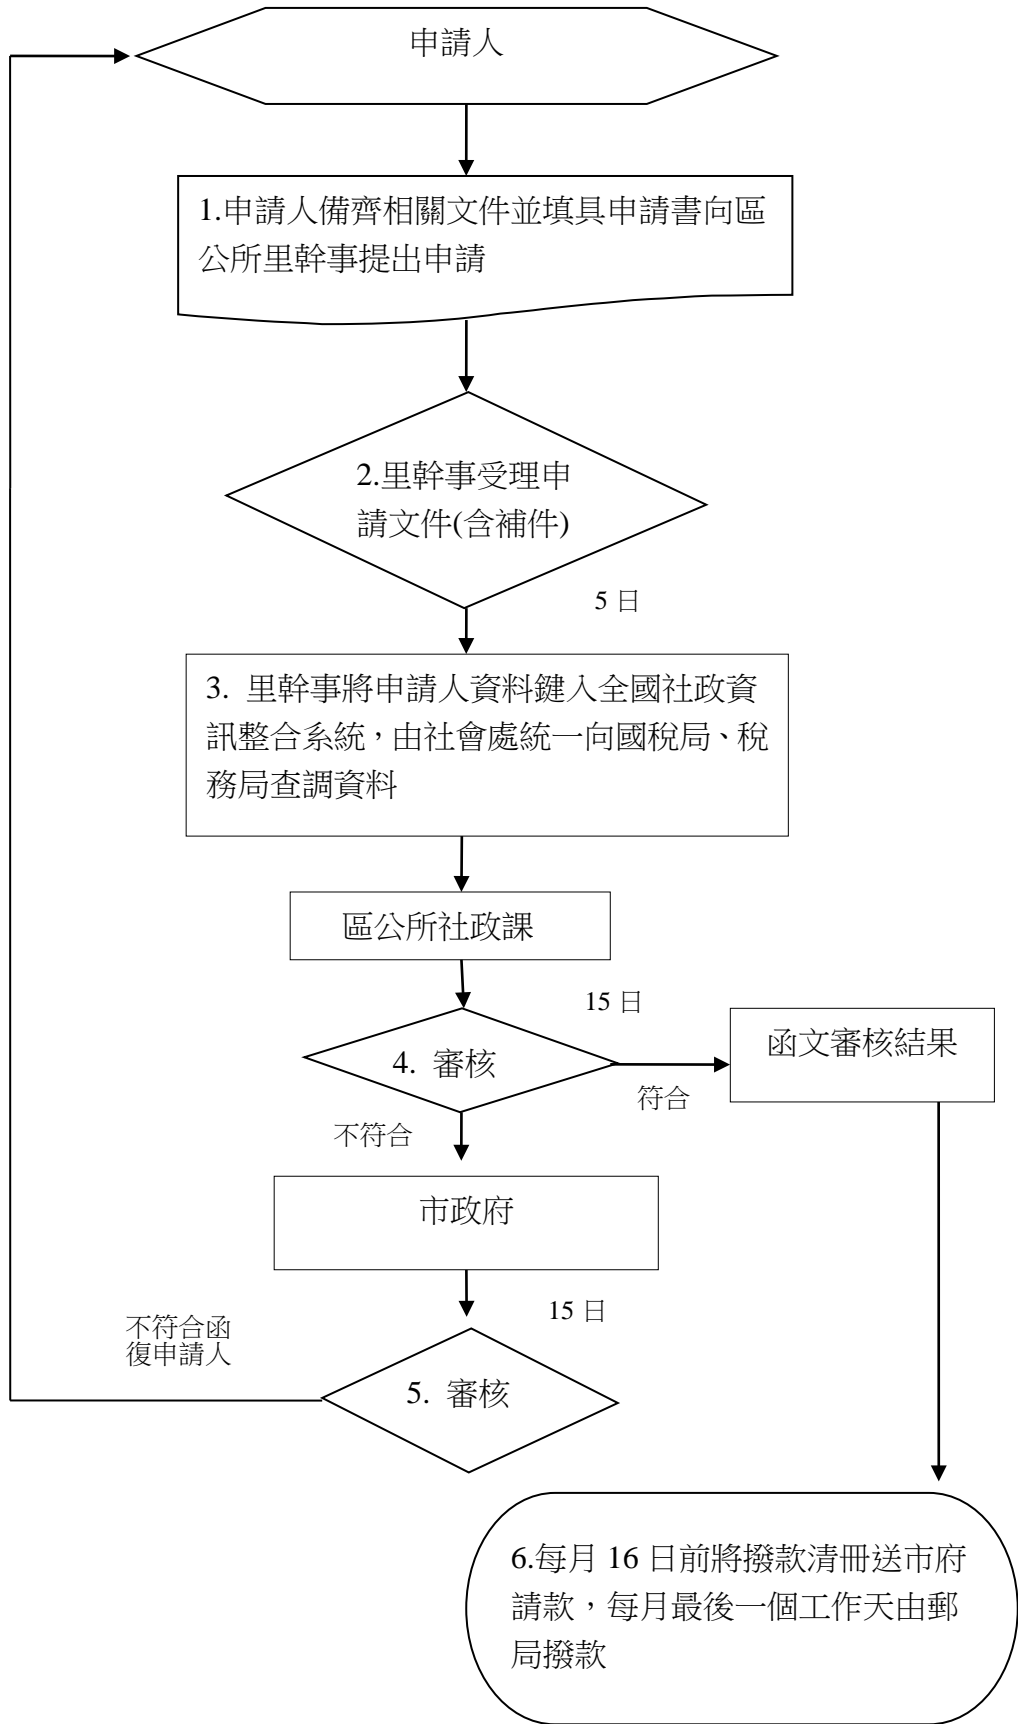 申請人
1.申請人備齊相關文件並填具申請書向區
公所里幹事提出申請
2.里幹事受理申
請文件(含補件)
5 日
3. 里幹事將申請人資料鍵入全國社政資
訊整合系統，由社會處統一向國稅局、稅
務局查調資料
區公所社政課
15 日
4. 審核
函文審核結果
符合
不符合
市政府
15 日
不符合函
復申請人
5. 審核
6.每月 16 日前將撥款清冊送市府
請款，每月最後一個工作天由郵
局撥款